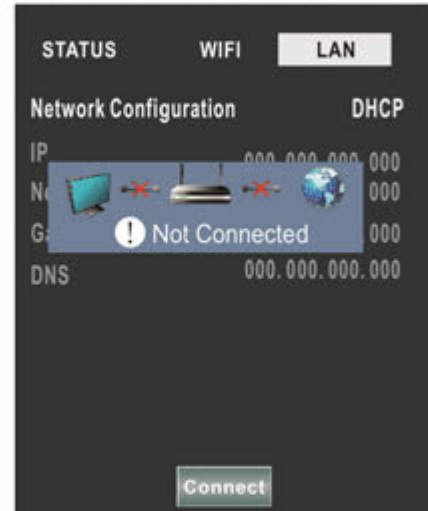 STATUS WIFI LAN
Network Configuration DHCP
IP 000.000.000.000
000
! Not Connected
000
DNS 000.000.000.000
Connect